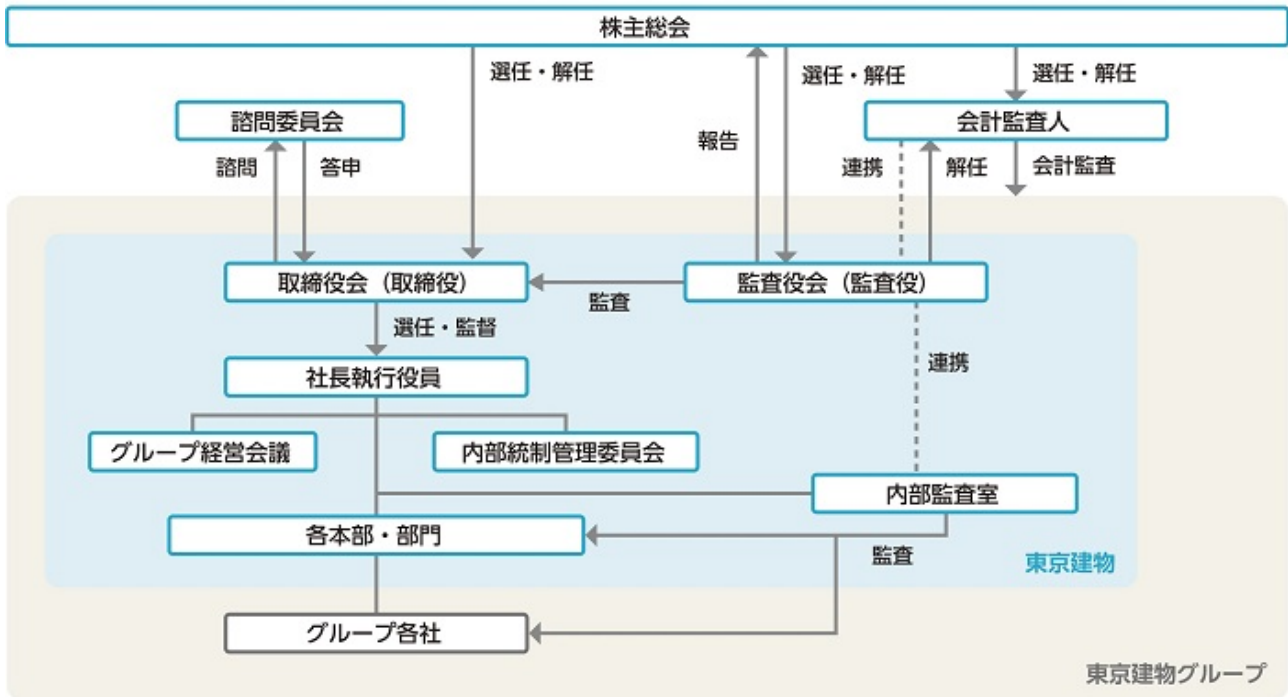 株主総会
選任・解任
選任・解任
選任・解任
諮問委員会
会計監査人
報告
諮問
答申
連携
解任
会計監査
取締役会（取締役）
監査役会（監査役）
監査
選任・監督
社長執行役員
連携
グループ経営会議
内部統制管理委員会
内部監査室
各本部・部門
監査
東京建物
グループ各社
東京建物グループ